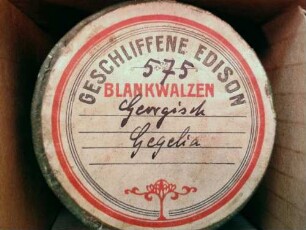 GESCHLIFFENE EDISON
575
BLANKWALZEN
Georgisch
Gegelia